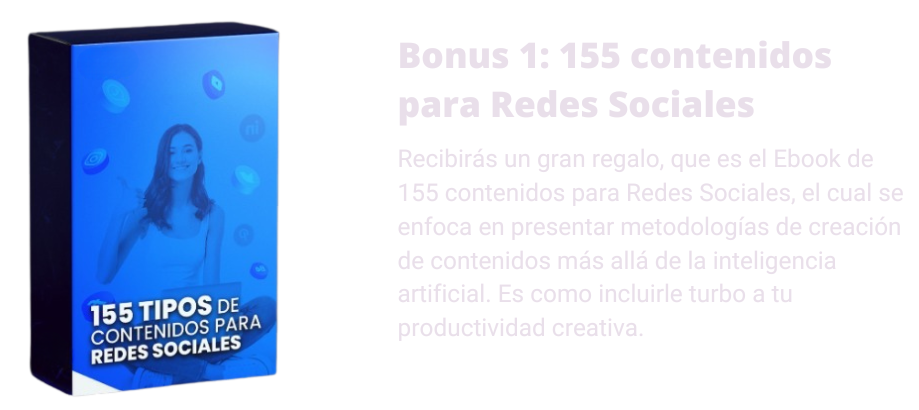 155 TIPOS DE
CONTENIDOS PARA
REDES SOCIALES
Bonus 1: 155 contenidos
para Redes Sociales
Recibirás un gran regalo, que es el Ebook de
155 contenidos para Redes Sociales, el cual se
enfoca en presentar metodologías de creación
de contenidos más allá de la inteligencia
artificial. Es como incluirle turbo a tu
productividad creativa.